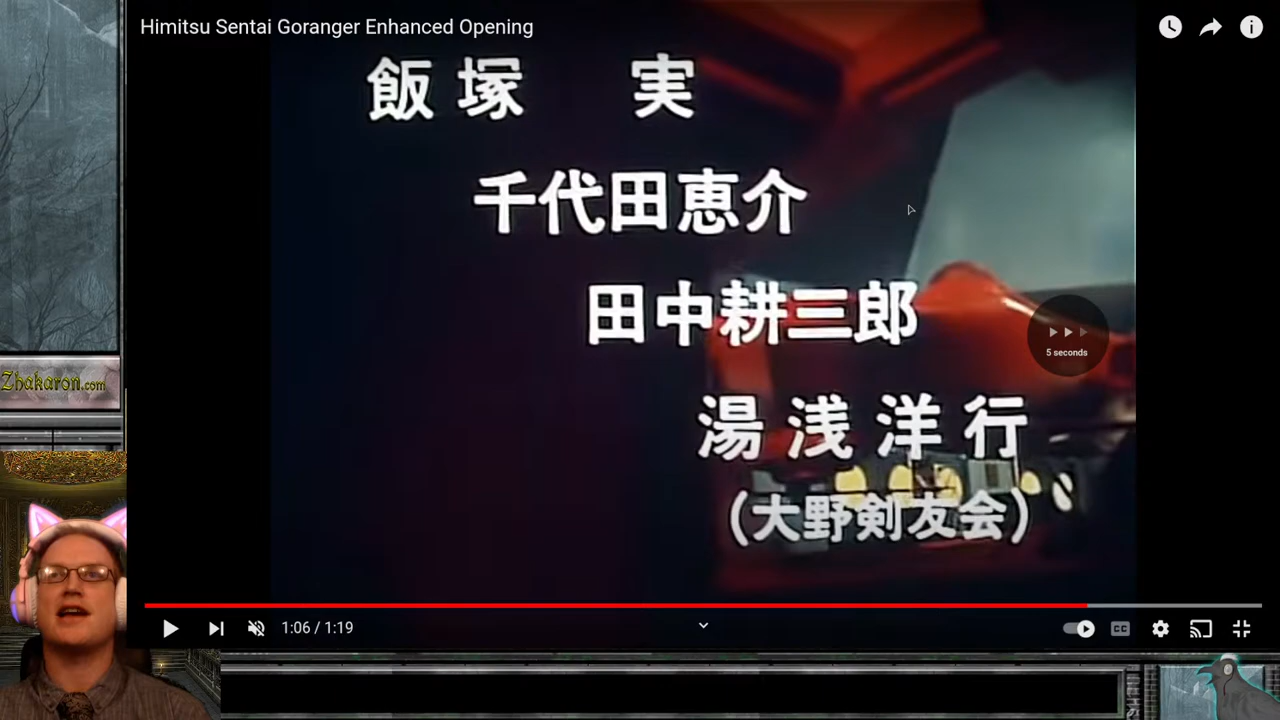 Himitsu Sentai Goranger Enhanced Opening
飯塚 実
千代田恵介
田中耕三郎
湯浅洋行
(大野剣友会)
5 seconds
Zhakaron.com
1:06 / 1:19
CC